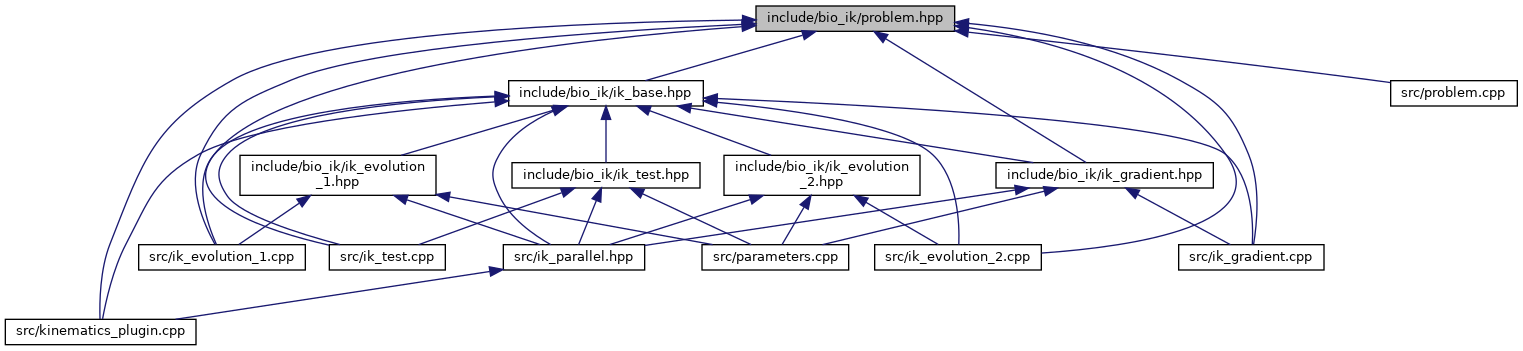 include/bio_ik/problem.hpp
include/bio_ik/ik_base.hpp
src/problem.cpp
include/bio_ik/ik_evolution
_1.hpp
include/bio_ik/ik_test.hpp
include/bio_ik/ik_evolution
_2.hpp
include/bio_ik/ik_gradient.hpp
src/ik_evolution_1.cpp
src/ik_test.cpp
src/ik_parallel.hpp
src/parameters.cpp
src/ik_evolution_2.cpp
src/ik_gradient.cpp
src/kinematics_plugin.cpp